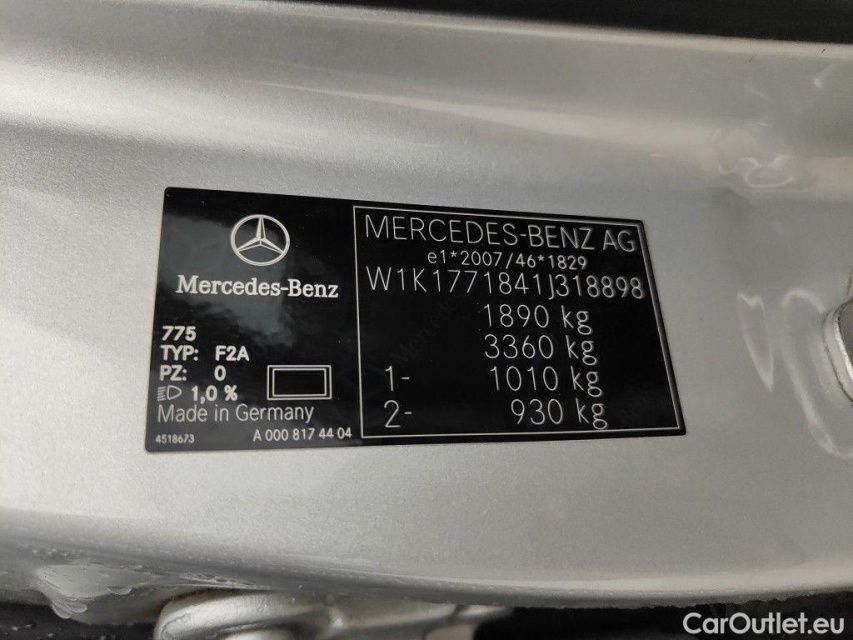 Mercedes-Benz
775
TYP: F2A
PZ: 0
1,0 %
Made in Germany
4518673 A 000 817 44 04
MERCEDES-BENZ AG
e1*2007/46*1829
W1K1771841J318898
1890 kg
3360 kg
1- 1010 kg
2- 930 kg
CarOutlet.eu